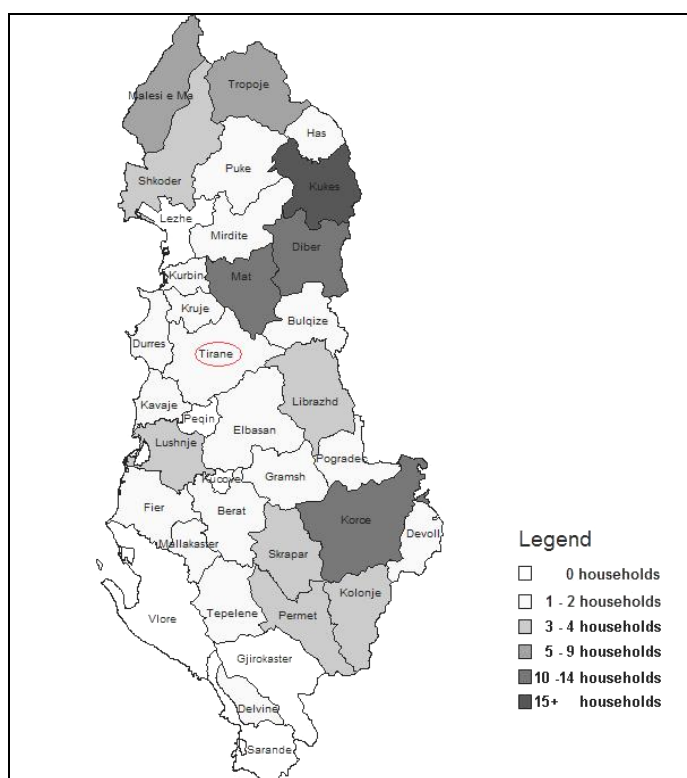 Tropoje
Malesi e Ma
Has
Puke
Shkoder
Kukes
Lezhe
Mirdite
Diber
Kurbin
Mat
Kruje
Bulqize
Durres
Tirane
Librazhd
Kavaje
Peqin
Elbasan
Lushnje
Pogradec
Gramsh
Kucove
Fier
Berat
Korce
Devoll
Mallakaster
Skrapar
Kolonje
Vlore
Tepelene
Permet
Gjirokaster
Delvine
Sarande
Legend
0 households
1 - 2 households
3 - 4 households
5 - 9 households
10 -14 households
15+ households